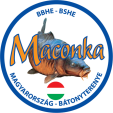 BBHE - BSHE
Maconka
MAGYARORSZÁG - BÁTONYTERENYE